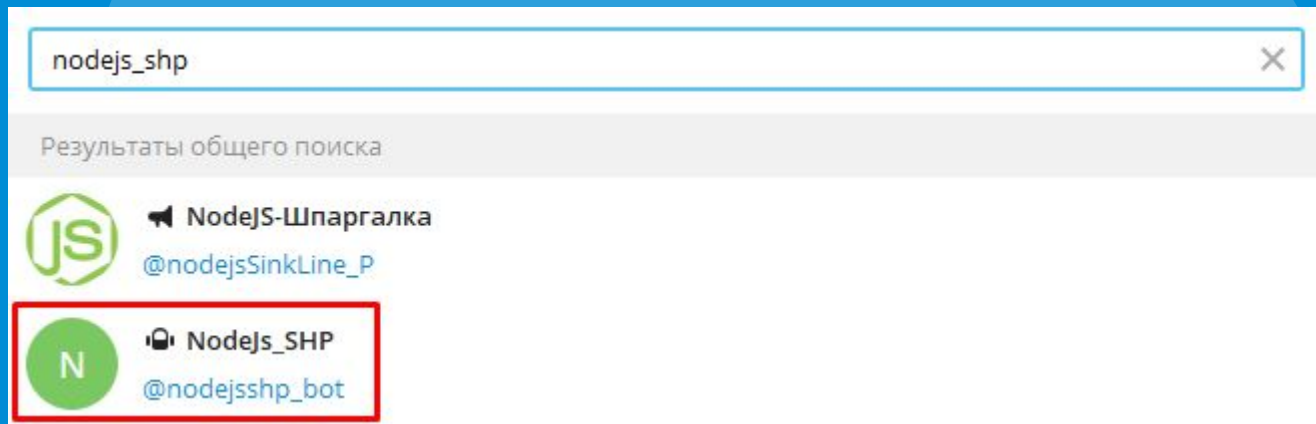 nodejs_shp
Результаты общего поиска
JS
NodeJS-Шпаргалка
@nodejsSinkLine_P
N
NodeJs_SHP
@nodejsshp_bot